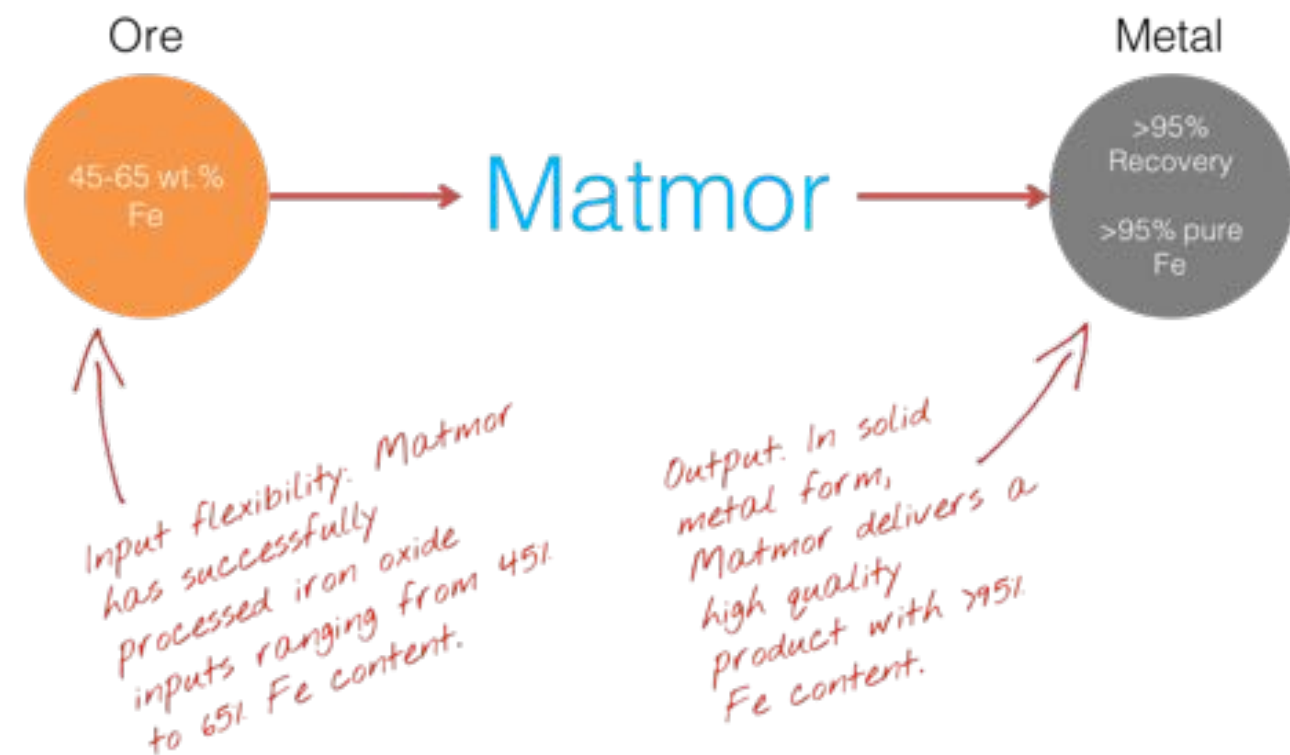 Ore
Metal
45-65 wt.%
Fe
Matmor
>95%
Recovery
>95% pure
Fe
Input flexibility: Matmor
has successfully
processed iron oxide
inputs ranging from 45%
to 65% Fe content.
Output: In solid
metal form,
Matmor delivers a
high quality
product with >95%
Fe content.